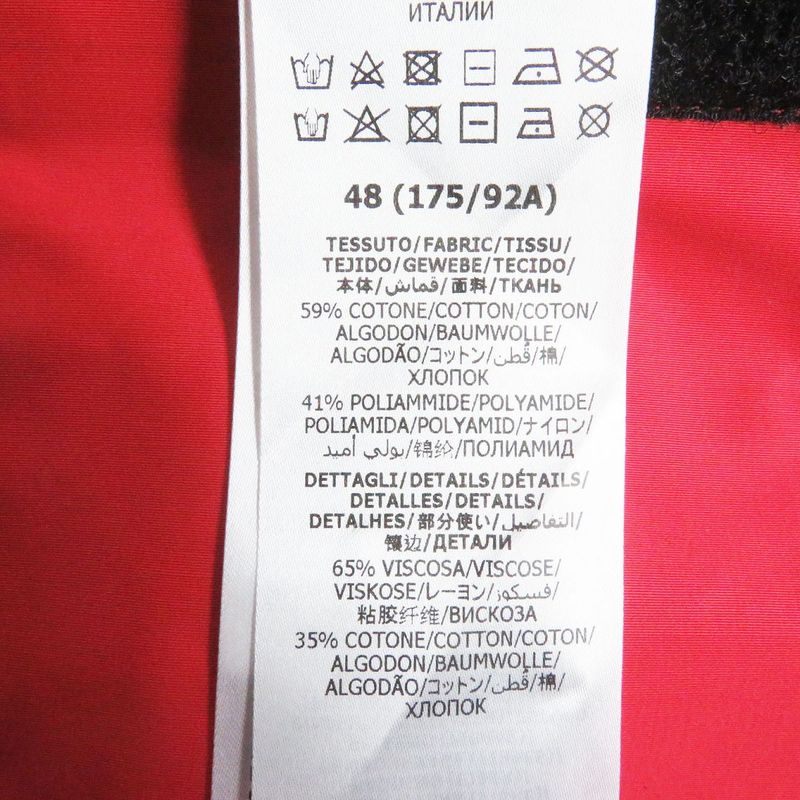 ИТАЛИИ
48 (175/92A)
TESSUTO/FABRIC/TISSU/
TEJIDO/GEWEBE/TECIDO/
本体/قماش/面料/ТКАНЬ
59% COTONE/COTTON/COTON/
ALGODON/BAUMWOLLE/
ALGODÃO/コットン/قُطن/棉/
ХЛОПОК
41% POLIAMMIDE/POLYAMIDE/
POLIAMIDA/POLYAMID/ナイロン/
بولي أميد/锦纶/ПОЛИАМИД
DETTAGLI/DETAILS/DÉTAILS/
DETALLES/DETAILS/
DETALHES/部分使い/التفاصيل/
镶边/ДЕТАЛИ
65% VISCOSA/VISCOSE/
VISKOSE/レーヨン/فسكوز/
粘胶纤维/ВИСКОЗА
35% COTONE/COTTON/COTON/
ALGODON/BAUMWOLLE/
ALGODÃO/コットン/قُطن/棉/
ХЛОПОК